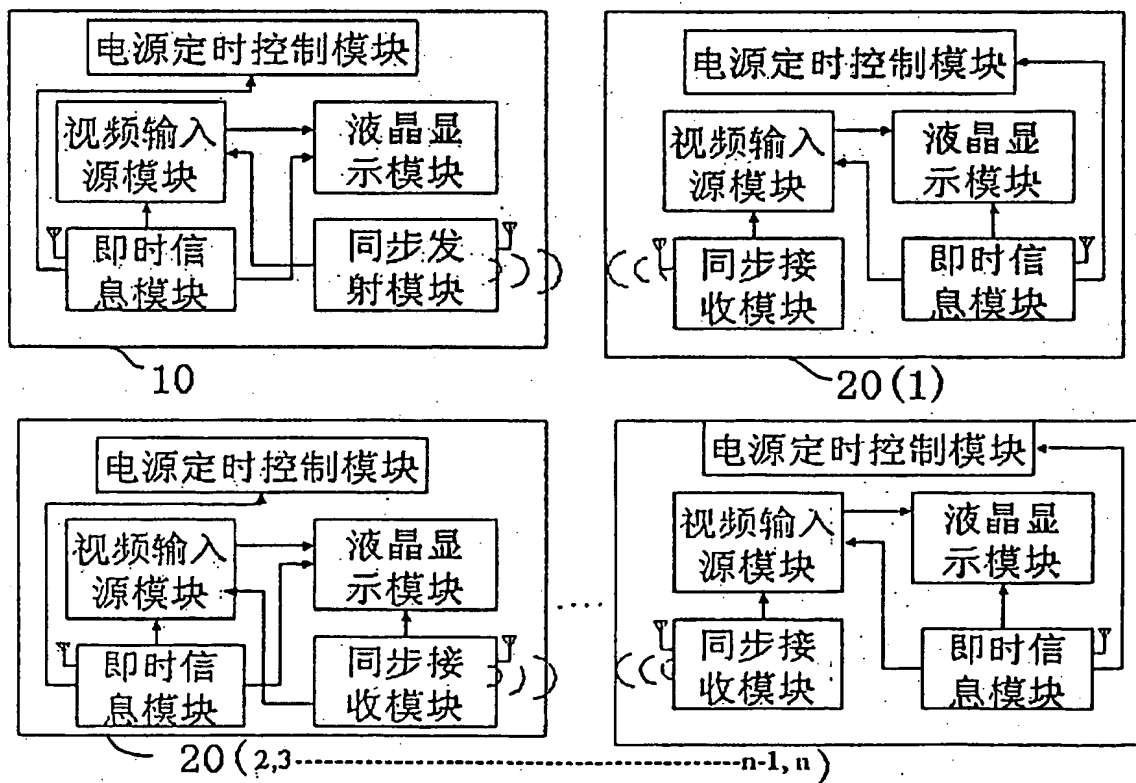 电源定时控制模块
视频输入
源模块
液晶显
示模块
即时信
息模块
同步发
射模块
10
电源定时控制模块
视频输入
源模块
液晶显
示模块
同步接
收模块
即时信
息模块
20(1)
电源定时控制模块
视频输入
源模块
液晶显
示模块
即时信
息模块
同步接
收模块
电源定时控制模块
视频输入
源模块
液晶显
示模块
同步接
收模块
即时信
息模块
20(2,3-----------------------n-1,n)